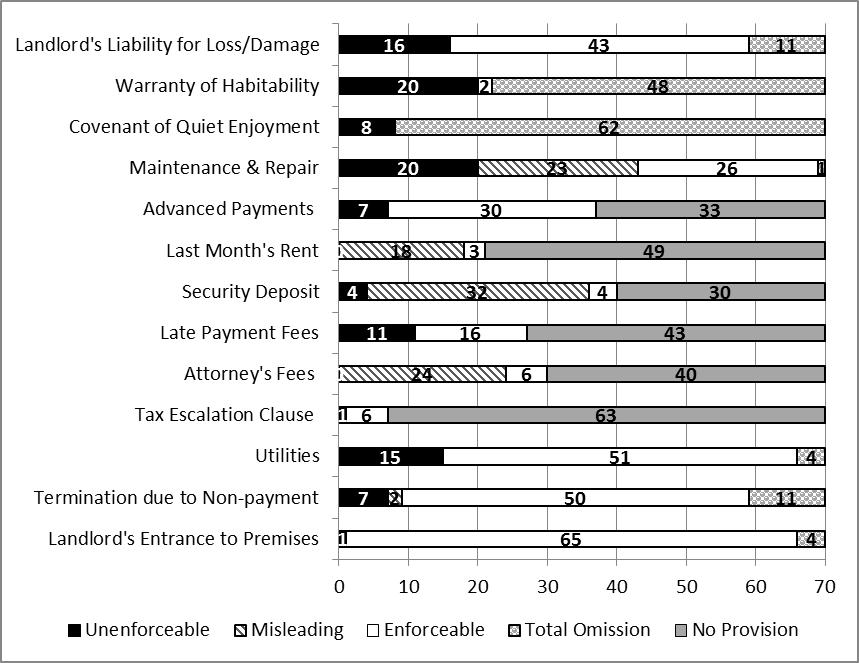 Landlord's Liability for Loss/Damage 16 43 11
Warranty of Habitability 20 2 48
Covenant of Quiet Enjoyment 8 62
Maintenance & Repair 20 23 26 1
Advanced Payments 7 30 33
Last Month's Rent 18 3 49
Security Deposit 4 32 4 30
Late Payment Fees 11 16 43
Attorney's Fees 24 6 40
Tax Escalation Clause 1 6 63
Utilities 15 51 4
Termination due to Non-payment 7 2 50 11
Landlord's Entrance to Premises 1 65 4
0 10 20 30 40 50 60 70
Unenforceable Misleading Enforceable Total Omission No Provision